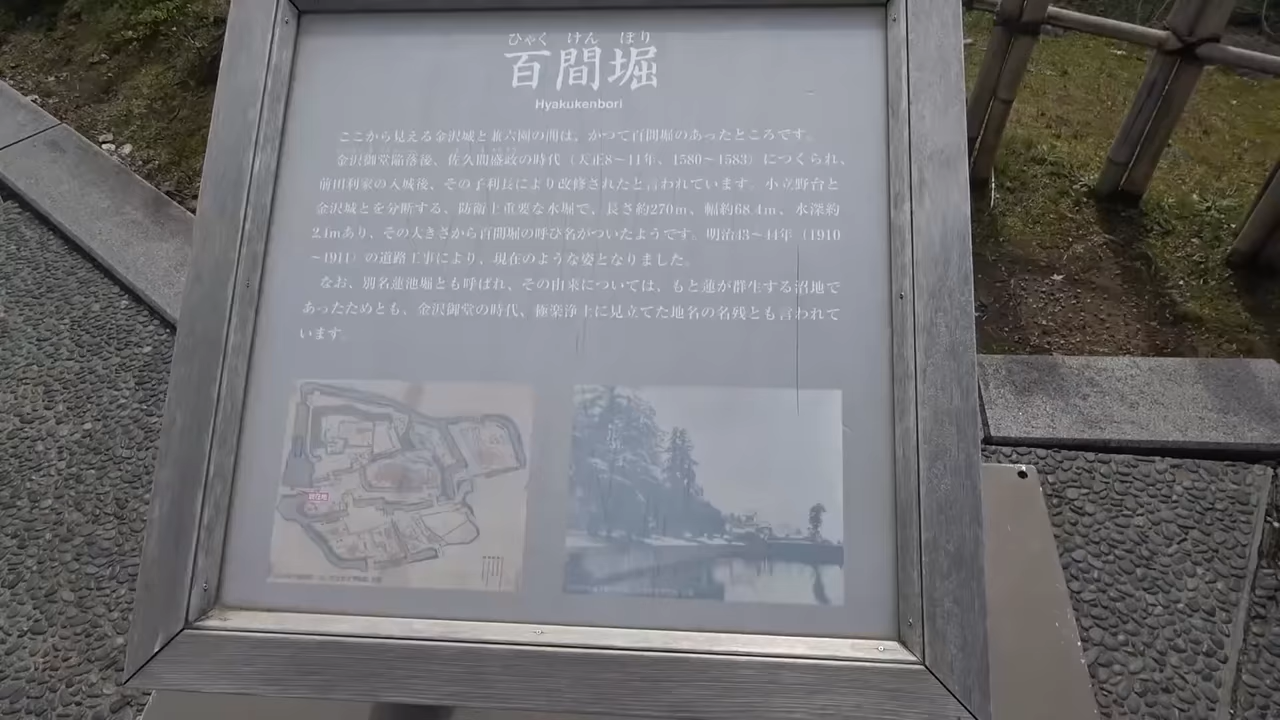 ひゃく けん ぼり
百間堀
Hyakukenbori
ここから見える金沢城と兼六園の間は、かつて百間堀のあったところです。
金沢御堂陥落後、佐久間盛政の時代（天正8〜11年、1580〜1583）につくられ、
前田利家の入城後、その子利長により改修されたと言われています。小立野台と
金沢城とを分断する、防衛上重要な水堀で、長さ約270m、幅約68.4m、水深約
2.4mあり、その大きさから百間堀の呼び名がついたようです。明治43〜44年（1910
〜1911）の道路工事により、現在のような姿となりました。
なお、別名蓮池堀とも呼ばれ、その由来については、もと蓮が群生する沼地で
あったためとも、金沢御堂の時代、極楽浄土に見立てた地名の名残とも言われて
います。
現在地